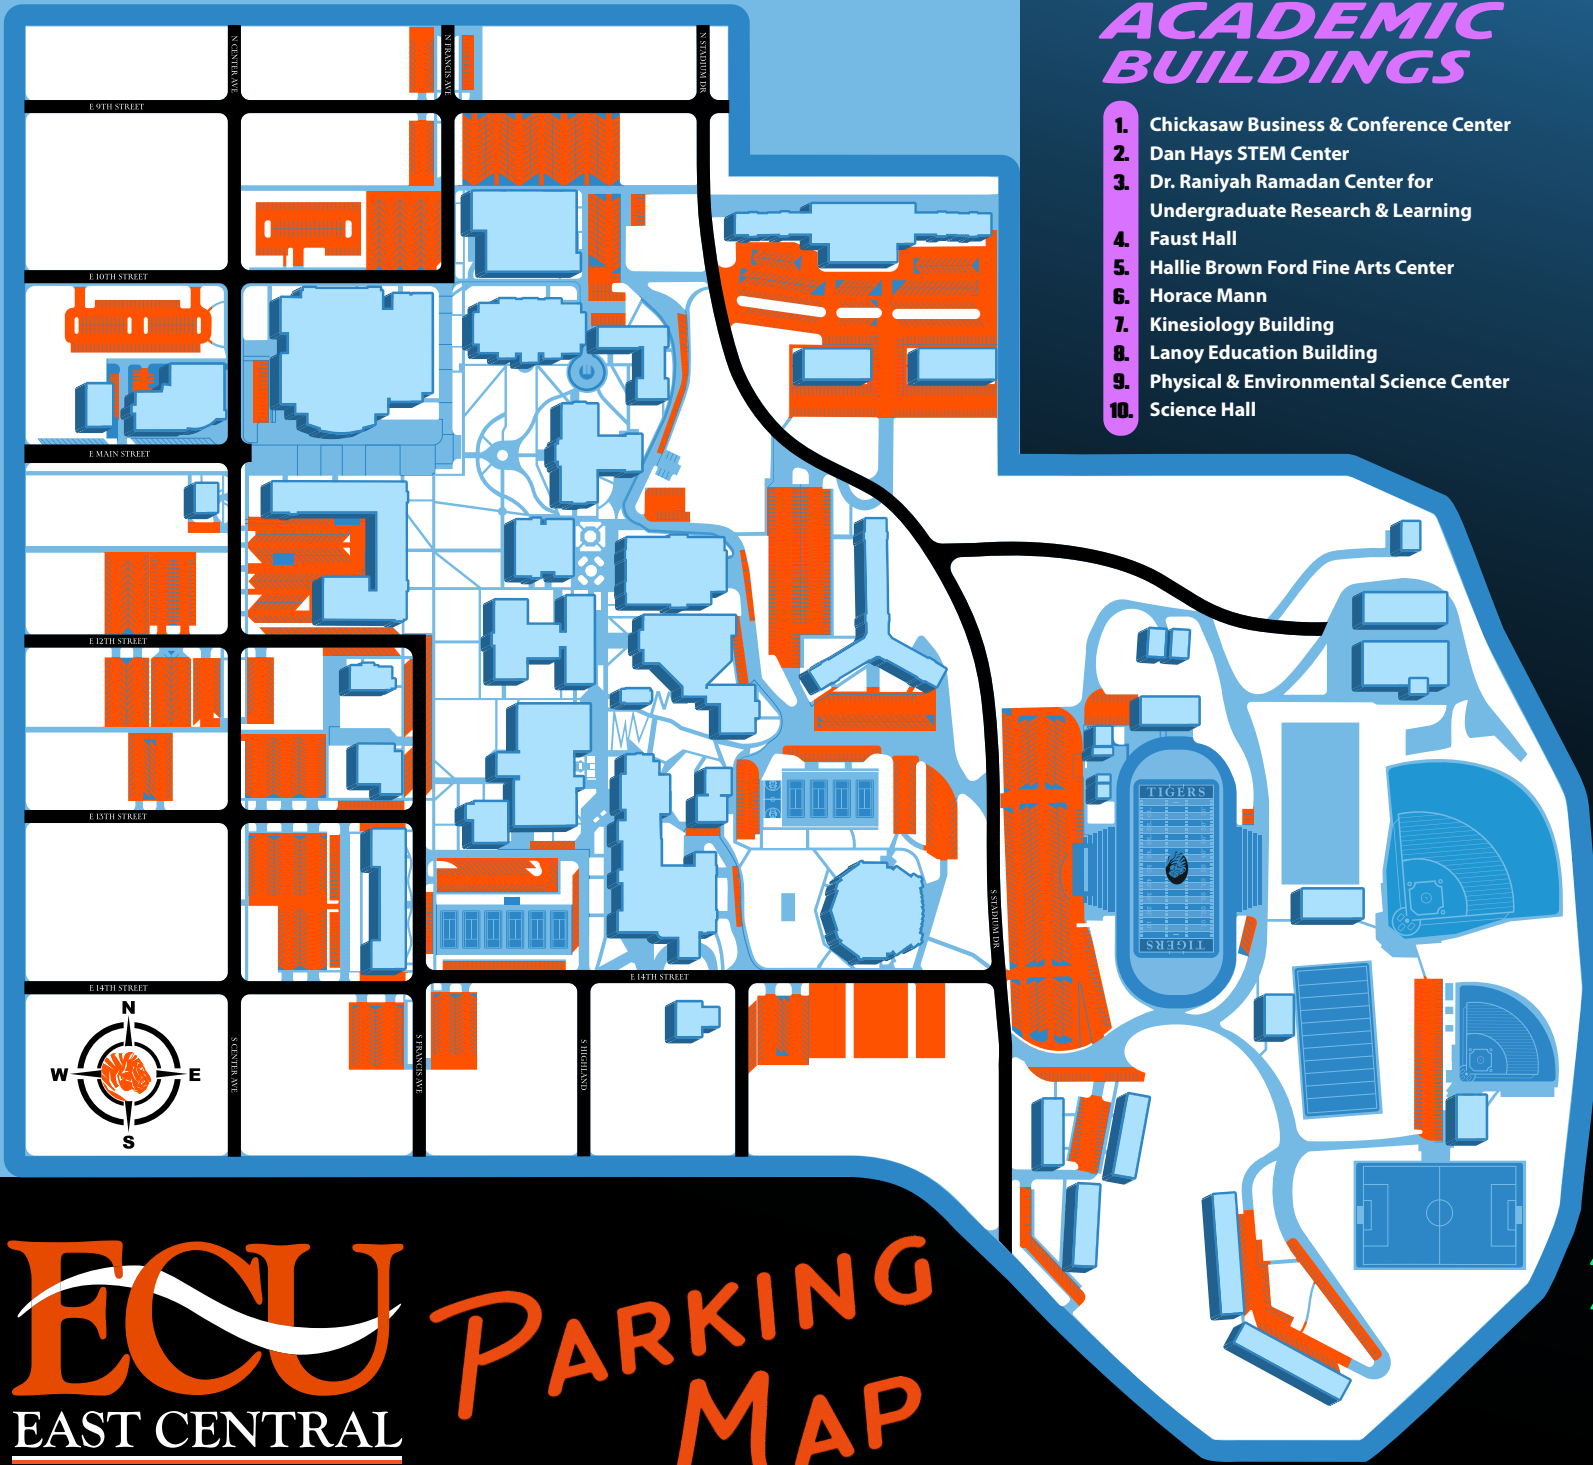 ACADEMIC
BUILDINGS
1. Chickasaw Business & Conference Center
2. Dan Hays STEM Center
3. Dr. Raniyah Ramadan Center for
Undergraduate Research & Learning
4. Faust Hall
5. Hallie Brown Ford Fine Arts Center
6. Horace Mann
7. Kinesiology Building
8. Lanoy Education Building
9. Physical & Environmental Science Center
10. Science Hall
N CENTER AVE
N FRANCIS AVE
N STADIUM DR
E 9TH STREET
E 10TH STREET
E MAIN STREET
E 12TH STREET
E 13TH STREET
TIGERS
TIGERS
S STADIUM DR
E 14TH STREET
E 14TH STREET
N
W
E
S
S CENTER AVE
S FRANCIS AVE
S HIGHLAND
ECU
EAST CENTRAL
PARKING
MAP